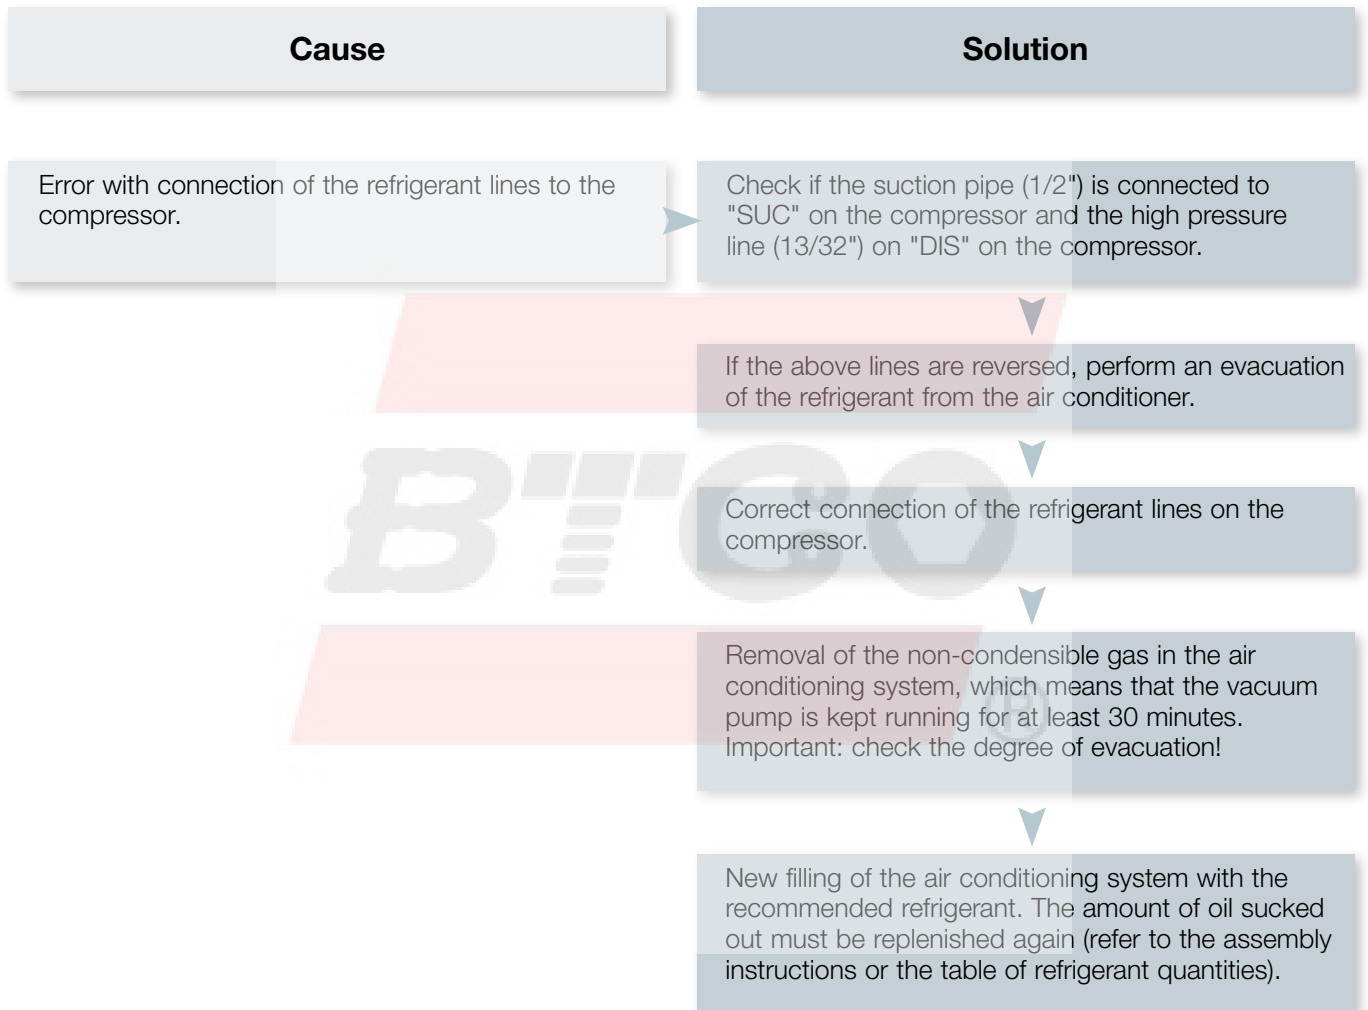 Cause
Solution
Error with connection of the refrigerant lines to the
compressor.
Check if the suction pipe (1/2") is connected to
"SUC" on the compressor and the high pressure
line (13/32") on "DIS" on the compressor.
If the above lines are reversed, perform an evacuation
of the refrigerant from the air conditioner.
Correct connection of the refrigerant lines on the
compressor.
Removal of the non-condensible gas in the air
conditioning system, which means that the vacuum
pump is kept running for at least 30 minutes.
Important: check the degree of evacuation!
New filling of the air conditioning system with the
recommended refrigerant. The amount of oil sucked
out must be replenished again (refer to the assembly
instructions or the table of refrigerant quantities).
BTCO
®